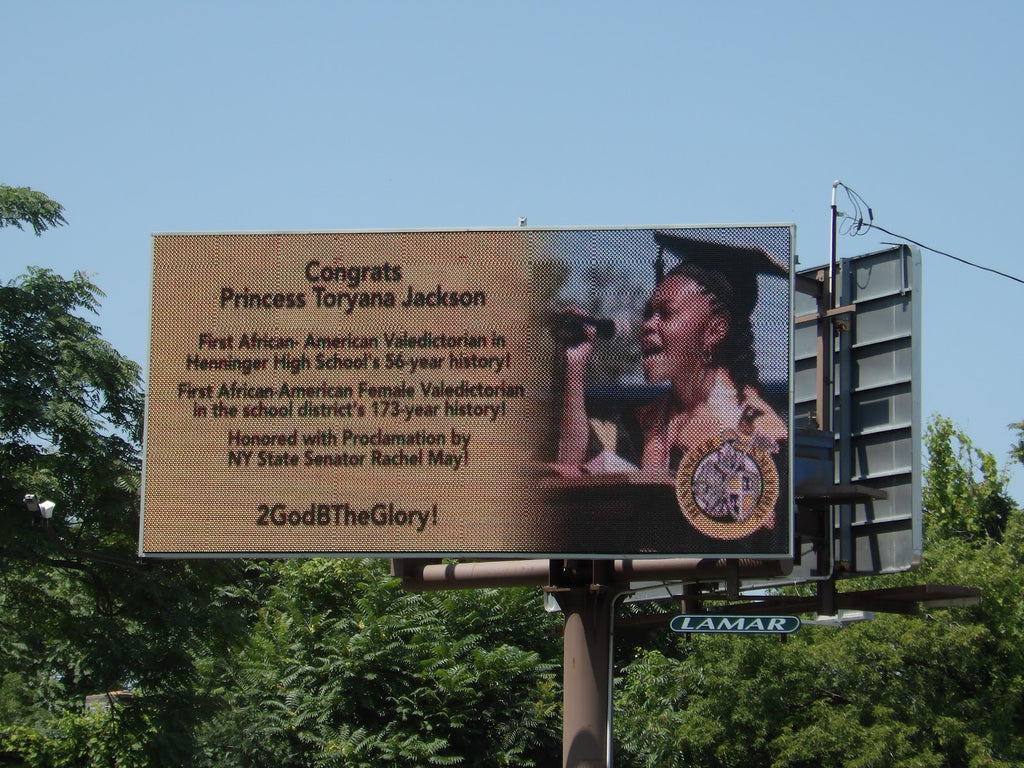 Congrats
Princess Toryana Jackson
First African- American Valedictorian in
Henninger High School's 56-year history!
First African-American Female Valedictorian
in the school district's 173-year history!
Honored with Proclamation by
NY State Senator Rachel May!
2GodBTheGlory!
LAMAR